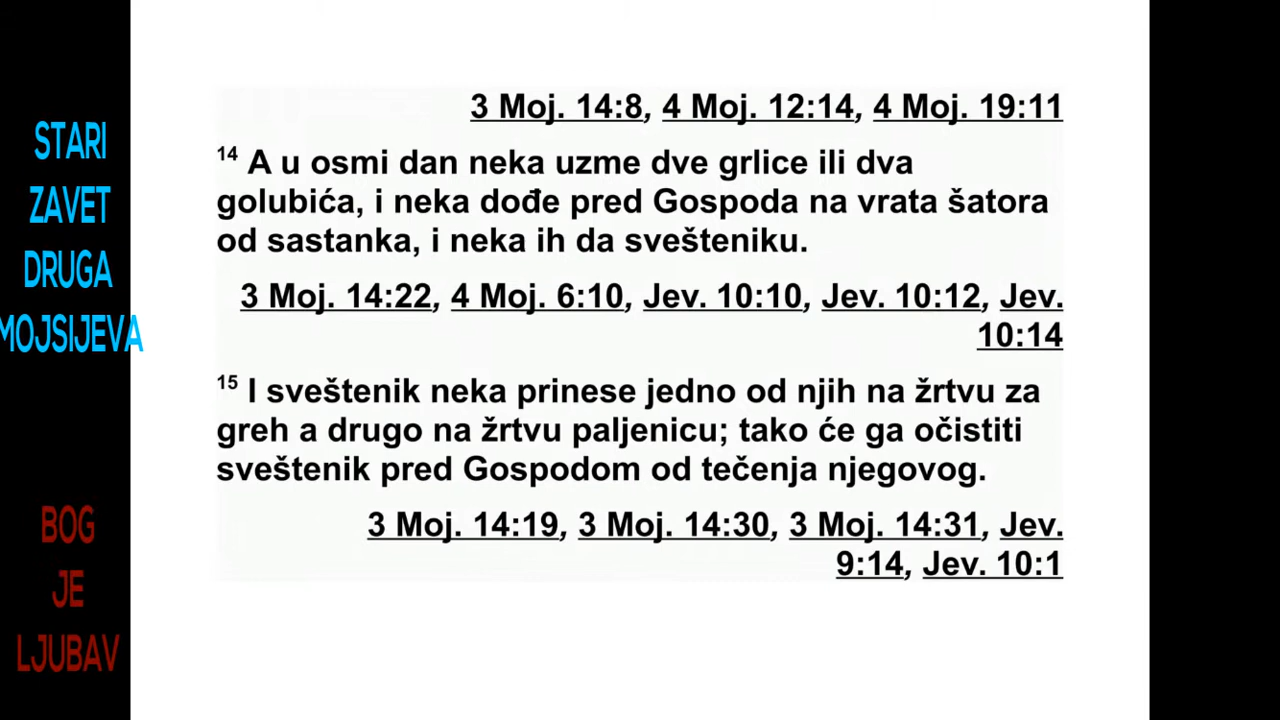 STARI
ZAVET
DRUGA
MOJSIJEVA
BOG
JE
LJUBAV
3 Moj. 14:8, 4 Moj. 12:14, 4 Moj. 19:11
14 A u osmi dan neka uzme dve grlice ili dva
golubića, i neka dođe pred Gospoda na vrata šatora
od sastanka, i neka ih da svešteniku.
3 Moj. 14:22, 4 Moj. 6:10, Jev. 10:10, Jev. 10:12, Jev.
10:14
15 I sveštenik neka prinese jedno od njih na žrtvu za
greh a drugo na žrtvu paljenicu; tako će ga očistiti
sveštenik pred Gospodom od tečenja njegovog.
3 Moj. 14:19, 3 Moj. 14:30, 3 Moj. 14:31, Jev.
9:14, Jev. 10:1